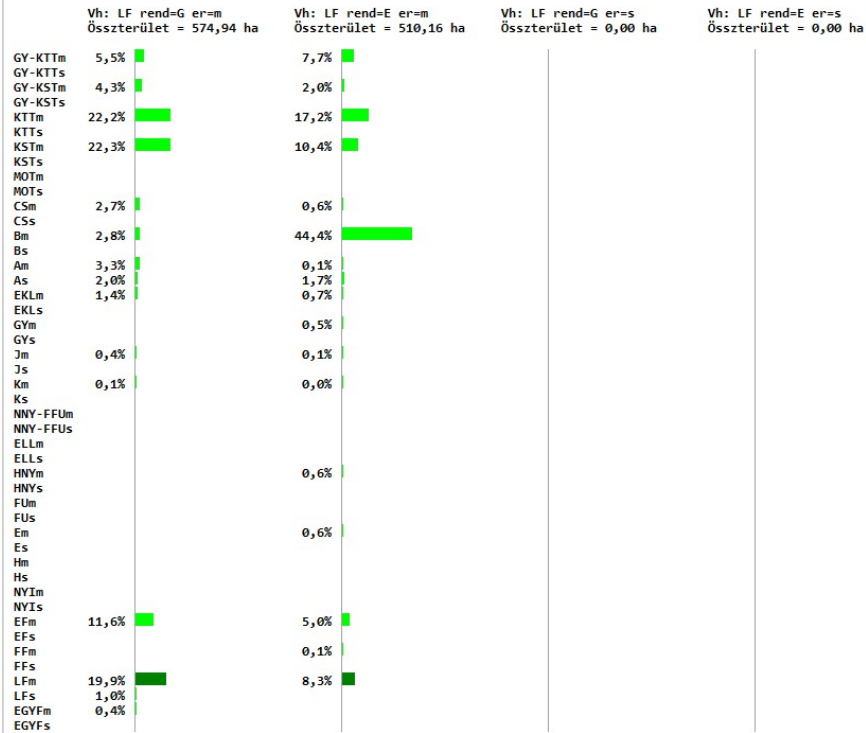 Vh: LF rend=G er=m Vh: LF rend=E er=m Vh: LF rend=G er=s Vh: LF rend=E er=s
Összterület = 574,94 ha Összterület = 510,16 ha Összterület = 0,00 ha Összterület = 0,00 ha
GY-KTTm 5,5% 7,7%
GY-KTTs
GY-KSTm 4,3% 2,0%
GY-KSTs
KTTm 22,2% 17,2%
KTTs
KSTm 22,3% 10,4%
KSTs
MOTm
MOTs
CSm 2,7% 0,6%
CSs
Bm 2,8% 44,4%
Bs
Am 3,3% 0,1%
As 2,0% 1,7%
EKLm 1,4% 0,7%
EKLs
GYm 0,5%
GYs
Jm 0,4% 0,1%
Js
Km 0,1% 0,0%
Ks
NNY-FFUm
NNY-FFUs
ELLm
ELLs
HNYm 0,6%
HNYs
FUm
FUs
Em 0,6%
Es
Hm
Hs
NYIm
NYIs
EFm 11,6% 5,0%
EFs
FFm 0,1%
FFs
LFm 19,9% 8,3%
LFs 1,0%
EGYFm 0,4%
EGYFs